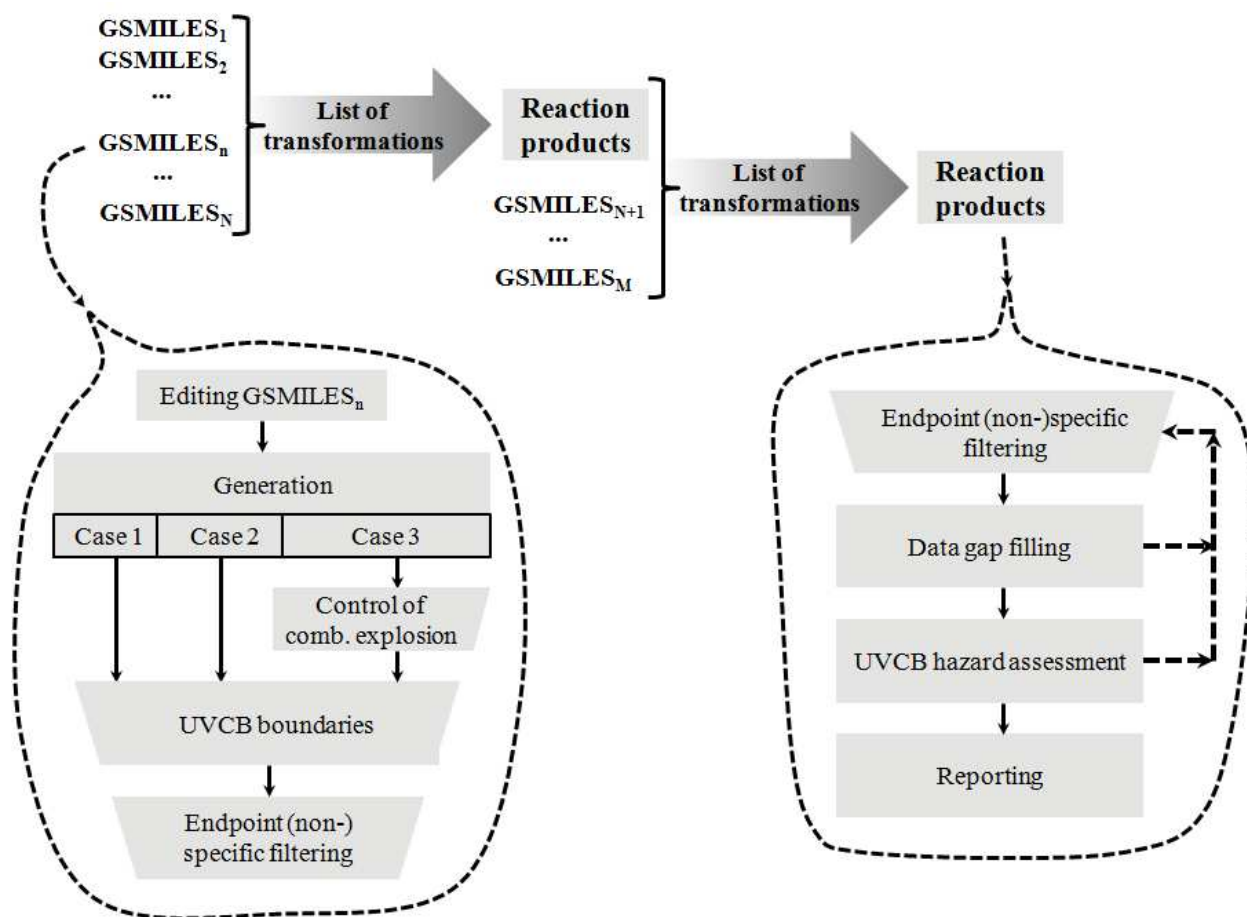 GSMILES1
GSMILES2
...
GSMILESn
...
GSMILESN
List of
transformations
Reaction
products
GSMILESN+1
...
GSMILESM
List of
transformations
Reaction
products
Editing GSMILESn
Generation
Case 1
Case 2
Case 3
Control of
comb. explosion
UVCB boundaries
Endpoint (non-)
specific filtering
Endpoint (non-)specific
filtering
Data gap filling
UVCB hazard assessment
Reporting